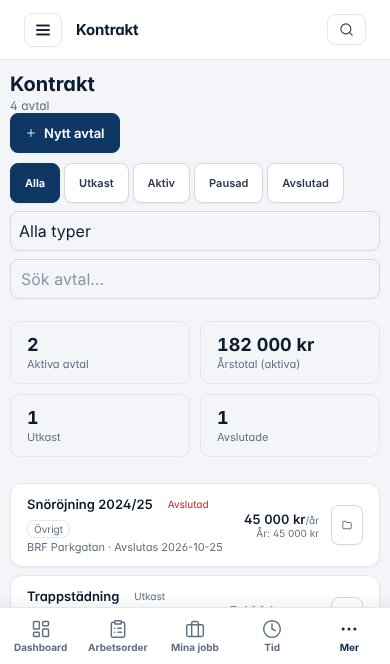 Kontrakt
Kontrakt
4 avtal
+ Nytt avtal
Alla
Utkast
Aktiv
Pausad
Avslutad
Alla typer
Sök avtal...
2
Aktiva avtal
182 000 kr
Årstotal (aktiva)
1
Utkast
1
Avslutade
Snöröjning 2024/25 Avslutad
Övrigt
BRF Parkgatan · Avslutas 2026-10-25
45 000 kr/år
År: 45 000 kr
Trappstädning Utkast
Dashboard
Arbetsorder
Mina jobb
Tid
Mer